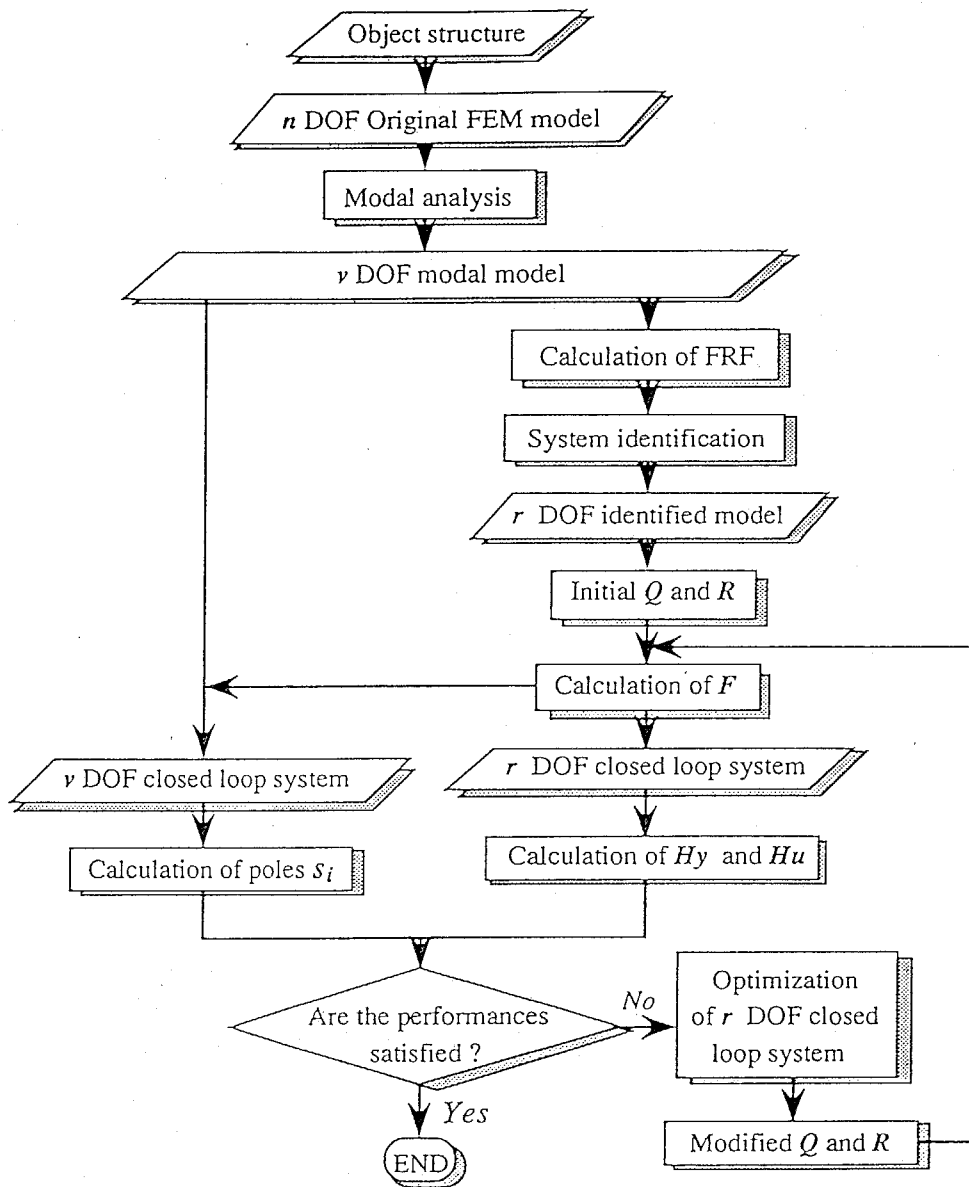 Object structure
n DOF Original FEM model
Modal analysis
ν DOF modal model
Calculation of FRF
System identification
r DOF identified model
Initial Q and R
Calculation of F
ν DOF closed loop system
r DOF closed loop system
Calculation of poles si
Calculation of Hy and Hu
Are the performances
satisfied ?
No
Optimization
of r DOF closed
loop system
Yes
END
Modified Q and R